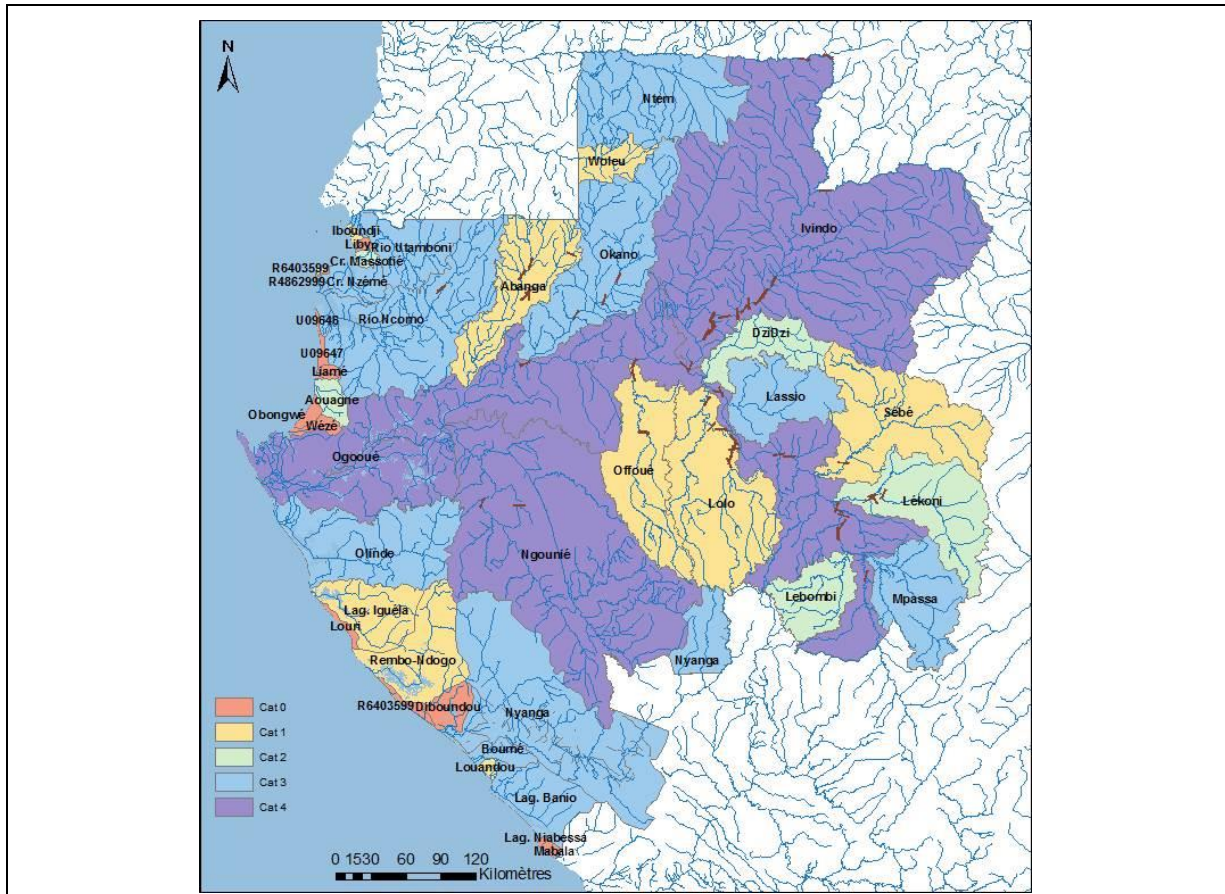 N
Ntem
Woleu
Ivindo
Iboundji
Liby
Rio Utamboni
Cr. Massotié
Okano
R6403599
R4862999
Cr. Nzémé
Abanga
U09646
Rio Ncomo
DziDzi
U09647
Liamé
Lassio
Aouagne
Sébé
Obongwé
Wézé
Ogooué
Offoué
Lékoni
Lolo
Olinde
Ngounié
Lebombi
Mpassa
Lag. Iguéla
Louri
Rembo-Ndogo
Nyanga
R6403599
Diboundou
Nyanga
Cat 0
Cat 1
Cat 2
Cat 3
Cat 4
Boumé
Louandou
Lag. Banio
Lag. Niabessa
Mabala
0 1530 60 90 120
Kilomètres